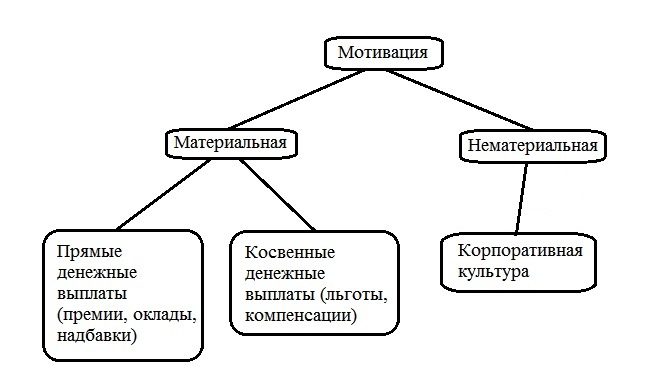 Мотивация
Материальная
Нематериальная
Прямые
денежные
выплаты
(премии, оклады,
надбавки)
Косвенные
денежные
выплаты (льготы,
компенсации)
Корпоративная
культура